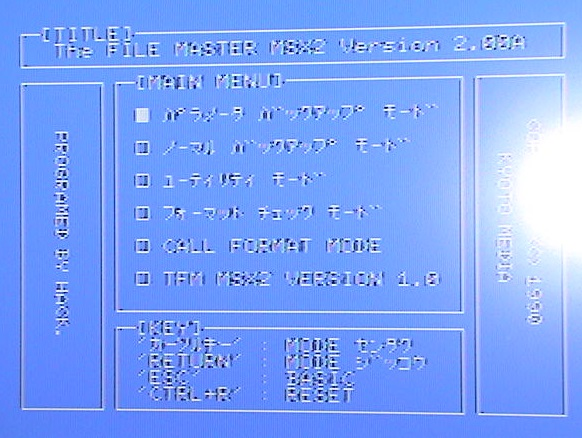 [TITLE]
The FILE MASTER MSX2 Version 2.00A
[MAIN MENU]
パラノーラ バックアップ モード
ノーマル バックアップ モード
ユーティリティ モード
フォーマット チェック モード
CALL FORMAT MODE
TFM MSX2 VERSION 1.0
[KEY]
'カーソルキー' : MODE センタク
'RETURN' : MODE ジッコウ
'ESC' : BASIC
'CTRL+R' : RESET
PROGRAMED BY HACK.
1990
KYOTO MEDIA